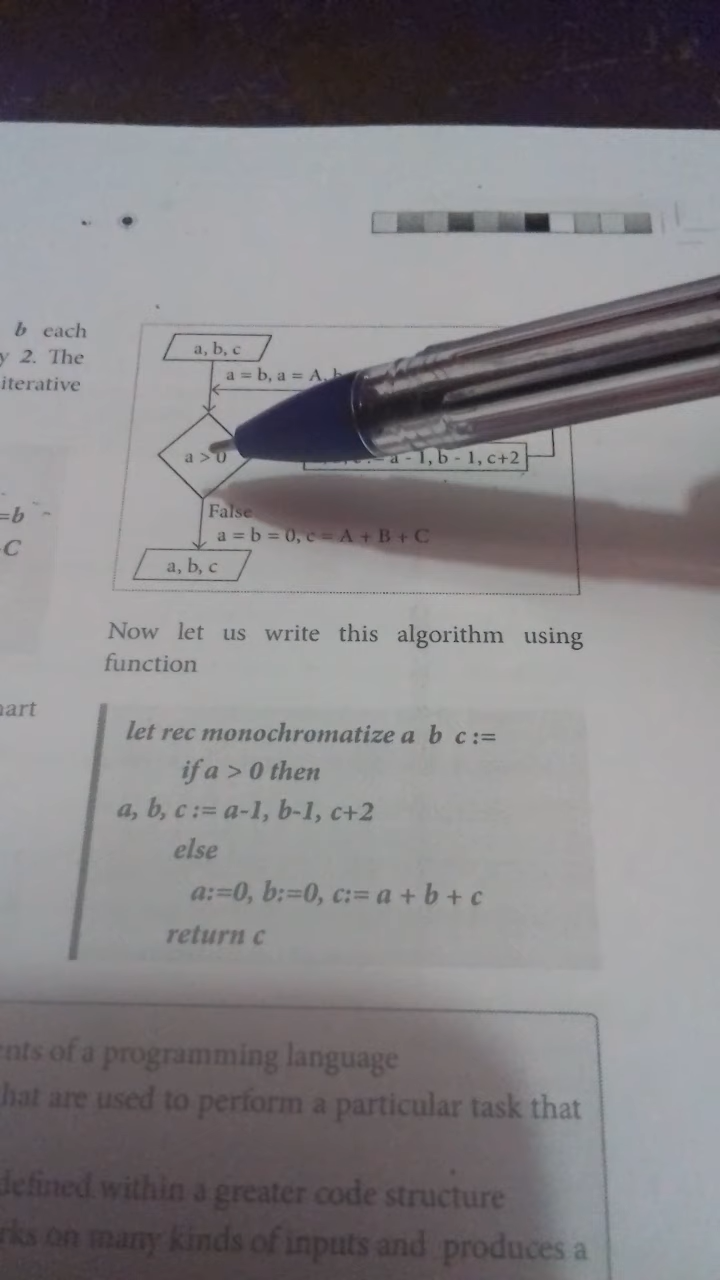 b each
y 2. The
iterative
=b
C
art
a, b, c
a = b, a = A,
a >
a - 1, b - 1, c+2
False
a = b = 0, c = A + B + C
a, b, c
Now let us write this algorithm using
function
let rec monochromatize a b c :=
if a > 0 then
a, b, c := a-1, b-1, c+2
else
a:=0, b:=0, c:= a + b + c
return c
nts of a programming language
hat are used to perform a particular task that
defined within a greater code structure
rks on many kinds of inputs and produces a